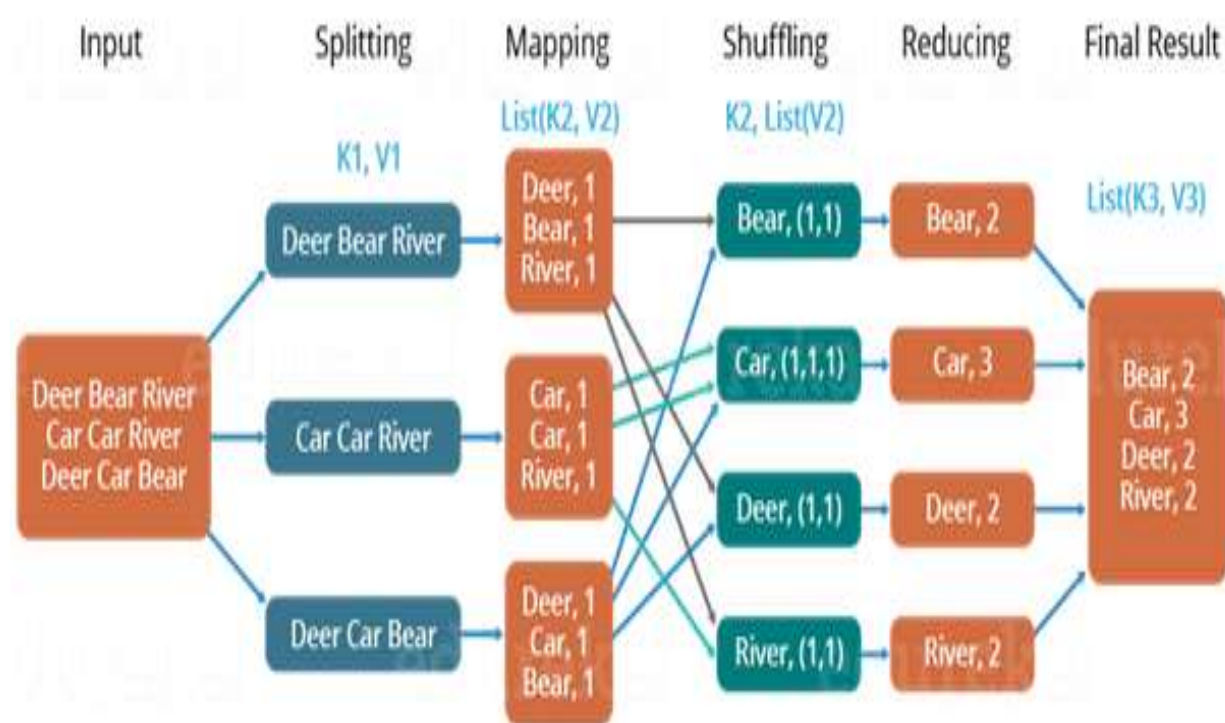 Input
Splitting
Mapping
Shuffling
Reducing
Final Result
K1, V1
List(K2, V2)
K2, List(V2)
List(K3, V3)
Deer Bear River
Car Car River
Deer Car Bear
Deer Bear River
Car Car River
Deer Car Bear
Deer, 1
Bear, 1
River, 1
Car, 1
Car, 1
River, 1
Deer, 1
Car, 1
Bear, 1
Bear, (1,1)
Car, (1,1,1)
Deer, (1,1)
River, (1,1)
Bear, 2
Car, 3
Deer, 2
River, 2
Bear, 2
Car, 3
Deer, 2
River, 2